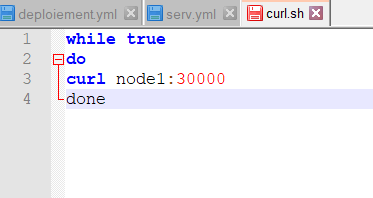 deploiement.yml serv.yml curl.sh
1 while true
2 do
3 curl node1:30000
4 done